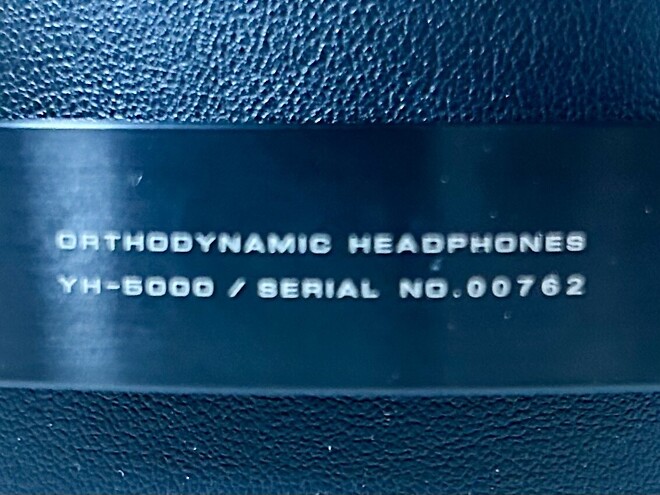 ORTHODYNAMIC HEADPHONES
YH-5000 / SERIAL NO.00762